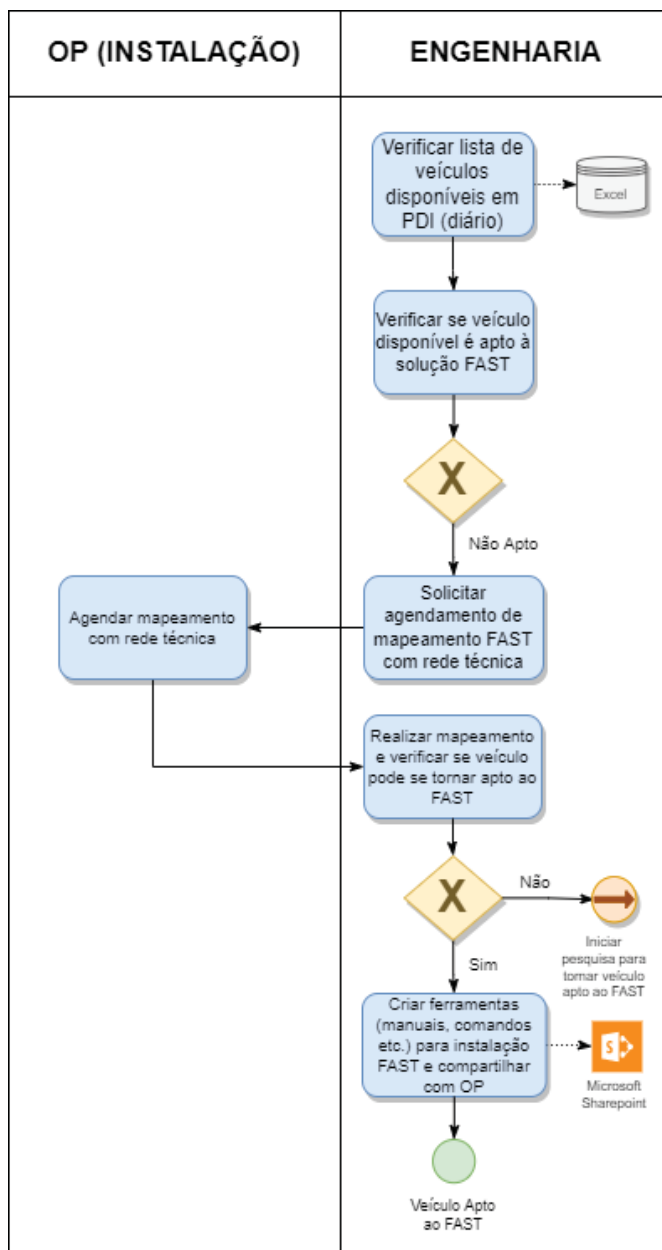 OP (INSTALAÇÃO)
ENGENHARIA
Verificar lista de
veículos
disponíveis em
PDI (diário)
Excel
Verificar se veículo
disponível é apto à
solução FAST
X
Não Apto
Solicitar
agendamento de
mapeamento FAST
com rede técnica
Agendar mapeamento
com rede técnica
Realizar mapeamento
e verificar se veículo
pode se tornar apto ao
FAST
X
Não
Iniciar
pesquisa para
tornar veículo
apto ao FAST
Sim
Criar ferramentas
(manuais, comandos
etc.) para instalação
FAST e compartilhar
com OP
S
Microsoft
Sharepoint
Veículo Apto
ao FAST